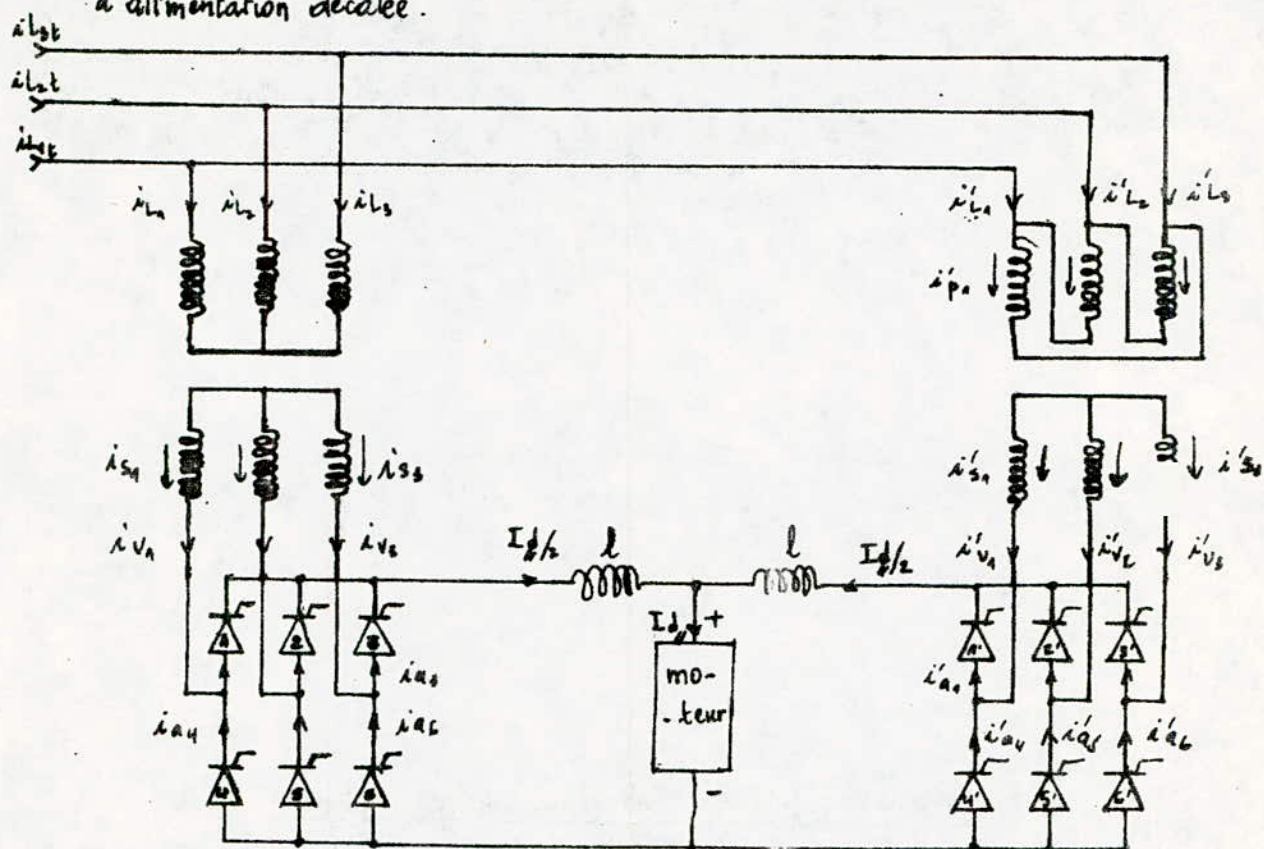 d'alimentation décalée.
iL3t
iL2t
iL1t
iL1 iL2 iL3
i'L1 i'L2 i'L3
i'p1
is1 is3
i's1 i's3
iv1 iv3
Id/2 l l Id/2
i'v1 i'v2 i'v3
Id +
1 2 3
1' 2' 3'
mo-
-teur
ia3
i'a1
ia4 ia6
i'a4 i'a5 i'a6
4 5 6
-
4' 5' 6'